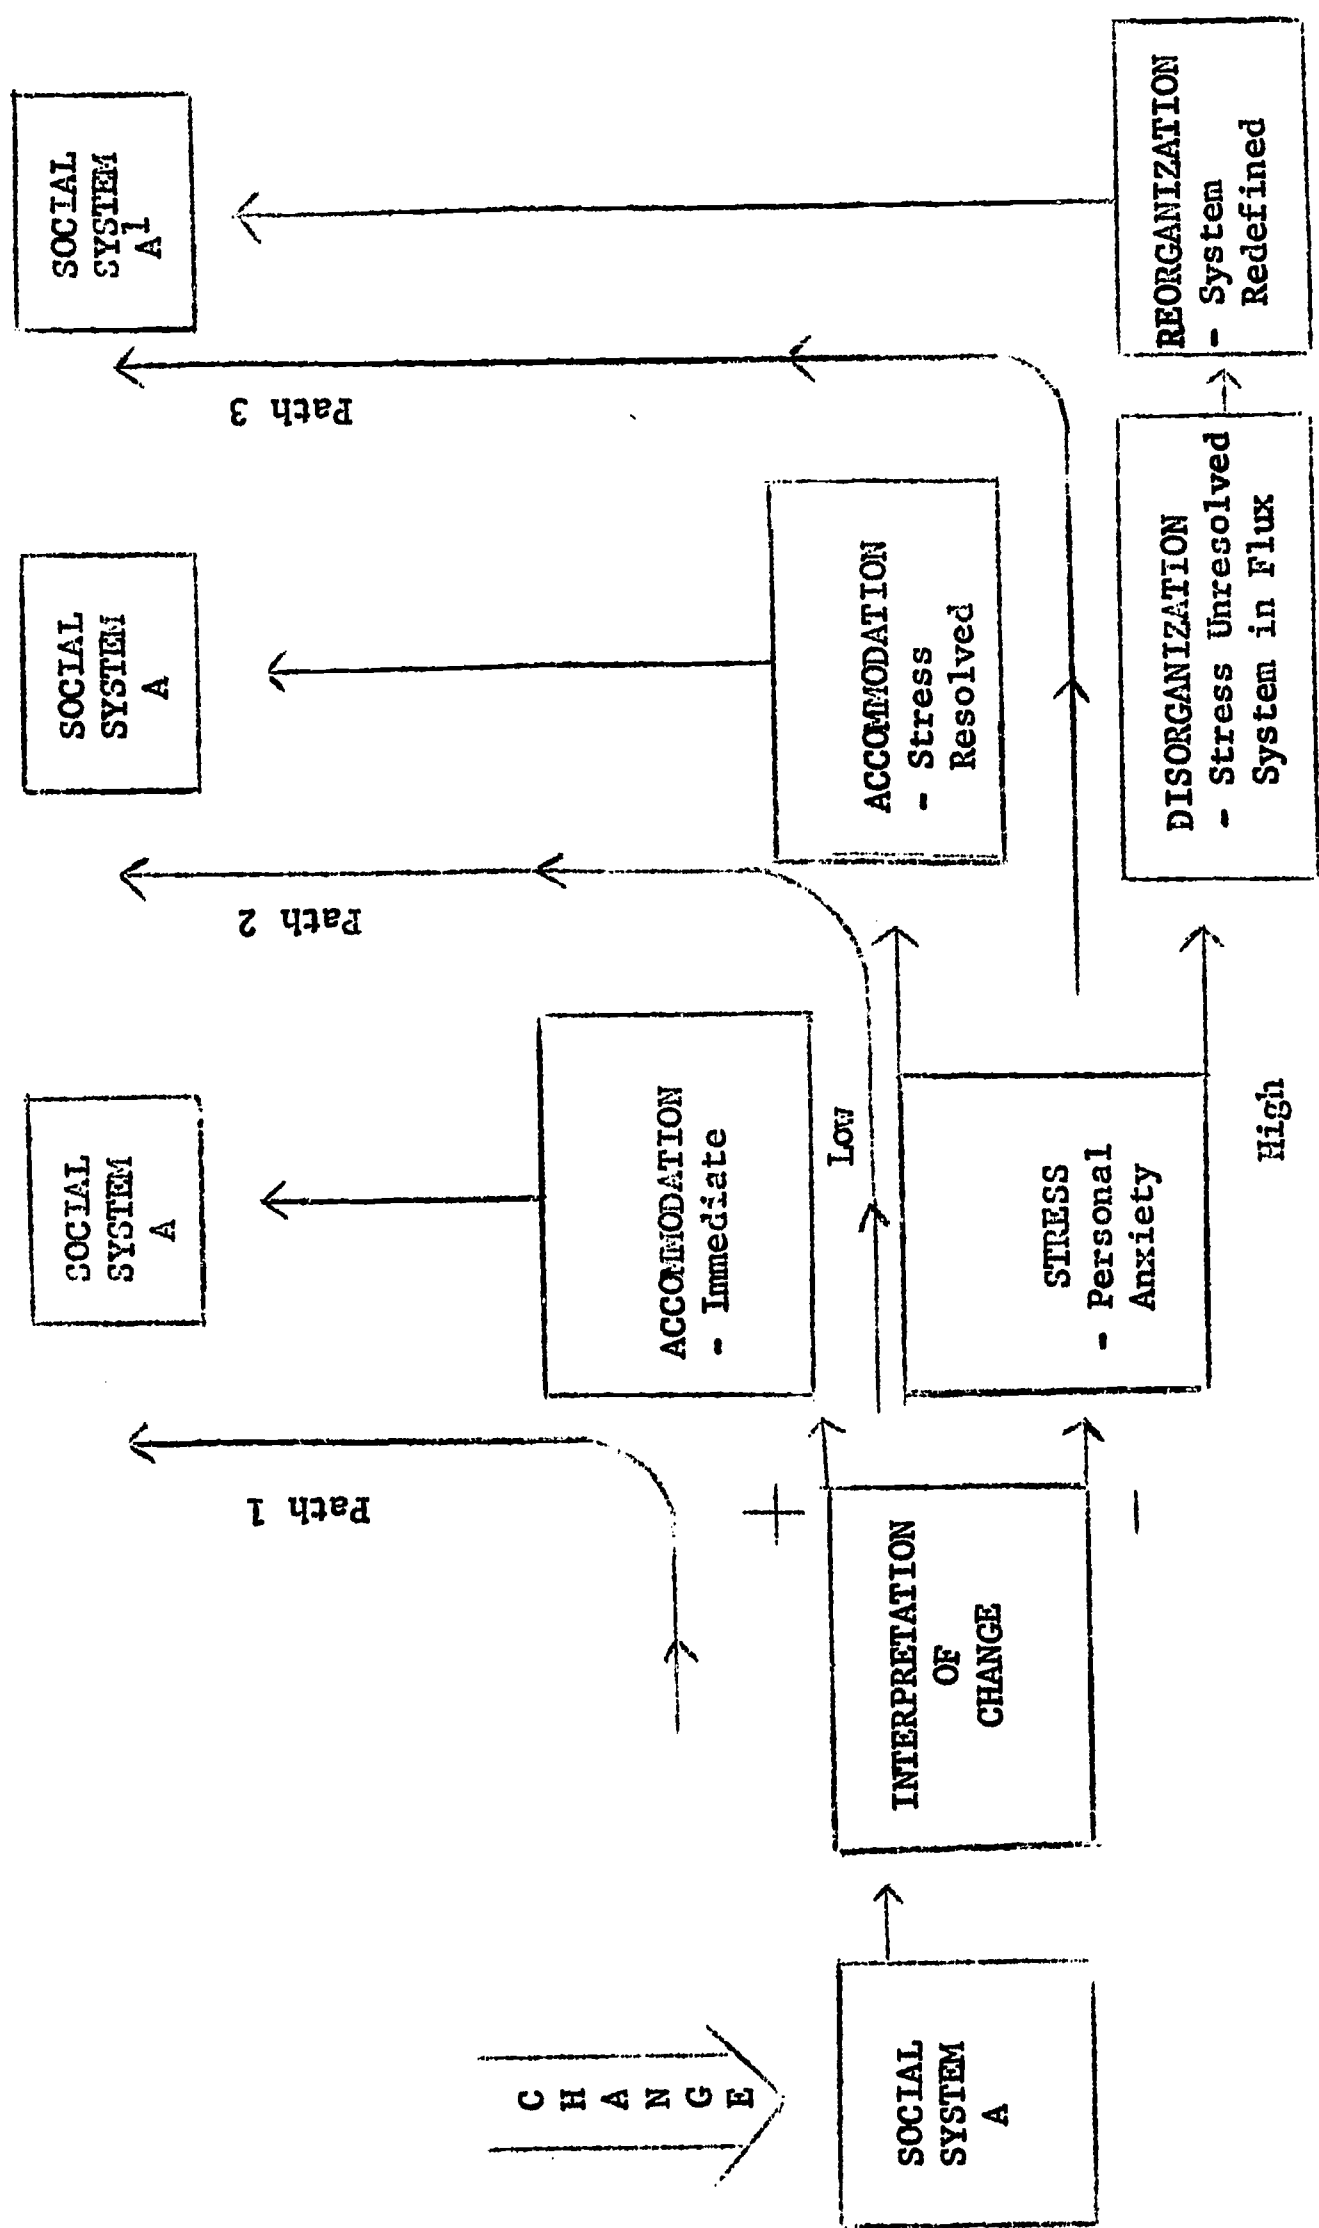 SOCIAL
SYSTEM
A
SOCIAL
SYSTEM
A
SOCIAL
SYSTEM
A1
Path 1
Path 2
Path 3
C
H
A
N
G
E
ACCOMMODATION
- Immediate
ACCOMMODATION
- Stress
Resolved
+
Low
SOCIAL
SYSTEM
A
INTERPRETATION
OF
CHANGE
-
STRESS
- Personal
Anxiety
High
DISORGANIZATION
- Stress Unresolved
System in Flux
REORGANIZATION
- System
Redefined